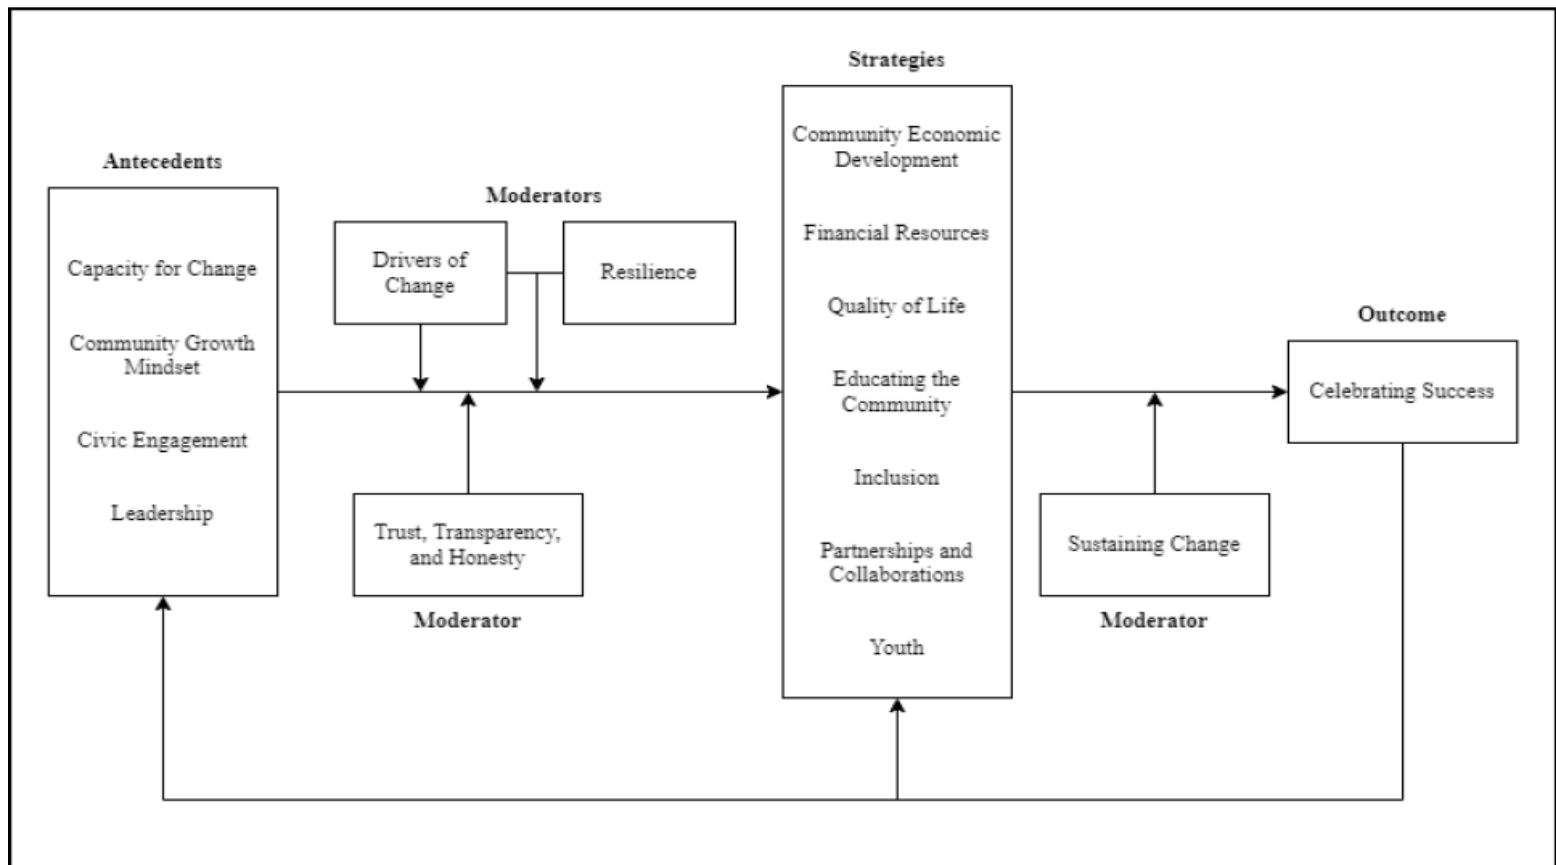 Antecedents
Capacity for Change
Community Growth
Mindset
Civic Engagement
Leadership
Moderators
Drivers of
Change
Resilience
Trust, Transparency,
and Honesty
Moderator
Strategies
Community Economic
Development
Financial Resources
Quality of Life
Educating the
Community
Inclusion
Partnerships and
Collaborations
Youth
Sustaining Change
Moderator
Outcome
Celebrating Success